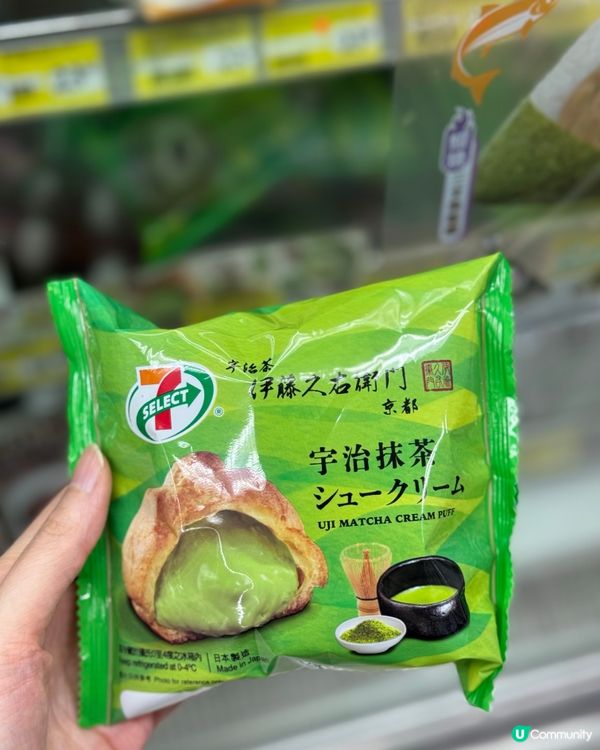 宇治茶
伊藤久右衛門
京都
7
SELECT
®
宇治抹茶
シュークリーム
UJI MATCHA CREAM PUFF
日本製造
Keep refrigerated at 0-4°C
Made in Japan
Photo for reference
U Community